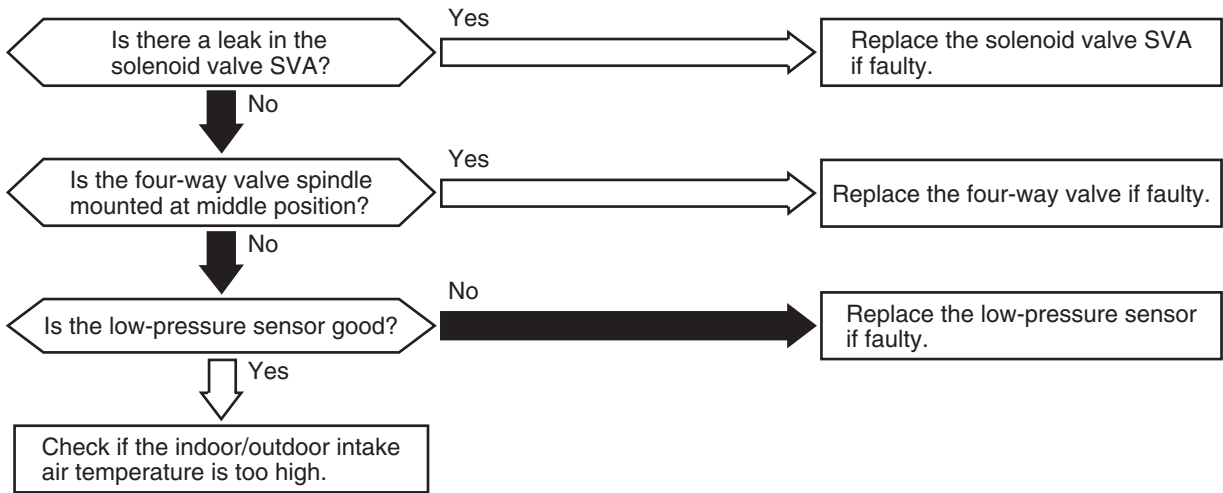 Is there a leak in the
solenoid valve SVA?
Yes
Replace the solenoid valve SVA
if faulty.
No
Is the four-way valve spindle
mounted at middle position?
Yes
Replace the four-way valve if faulty.
No
Is the low-pressure sensor good?
No
Replace the low-pressure sensor
if faulty.
Yes
Check if the indoor/outdoor intake
air temperature is too high.